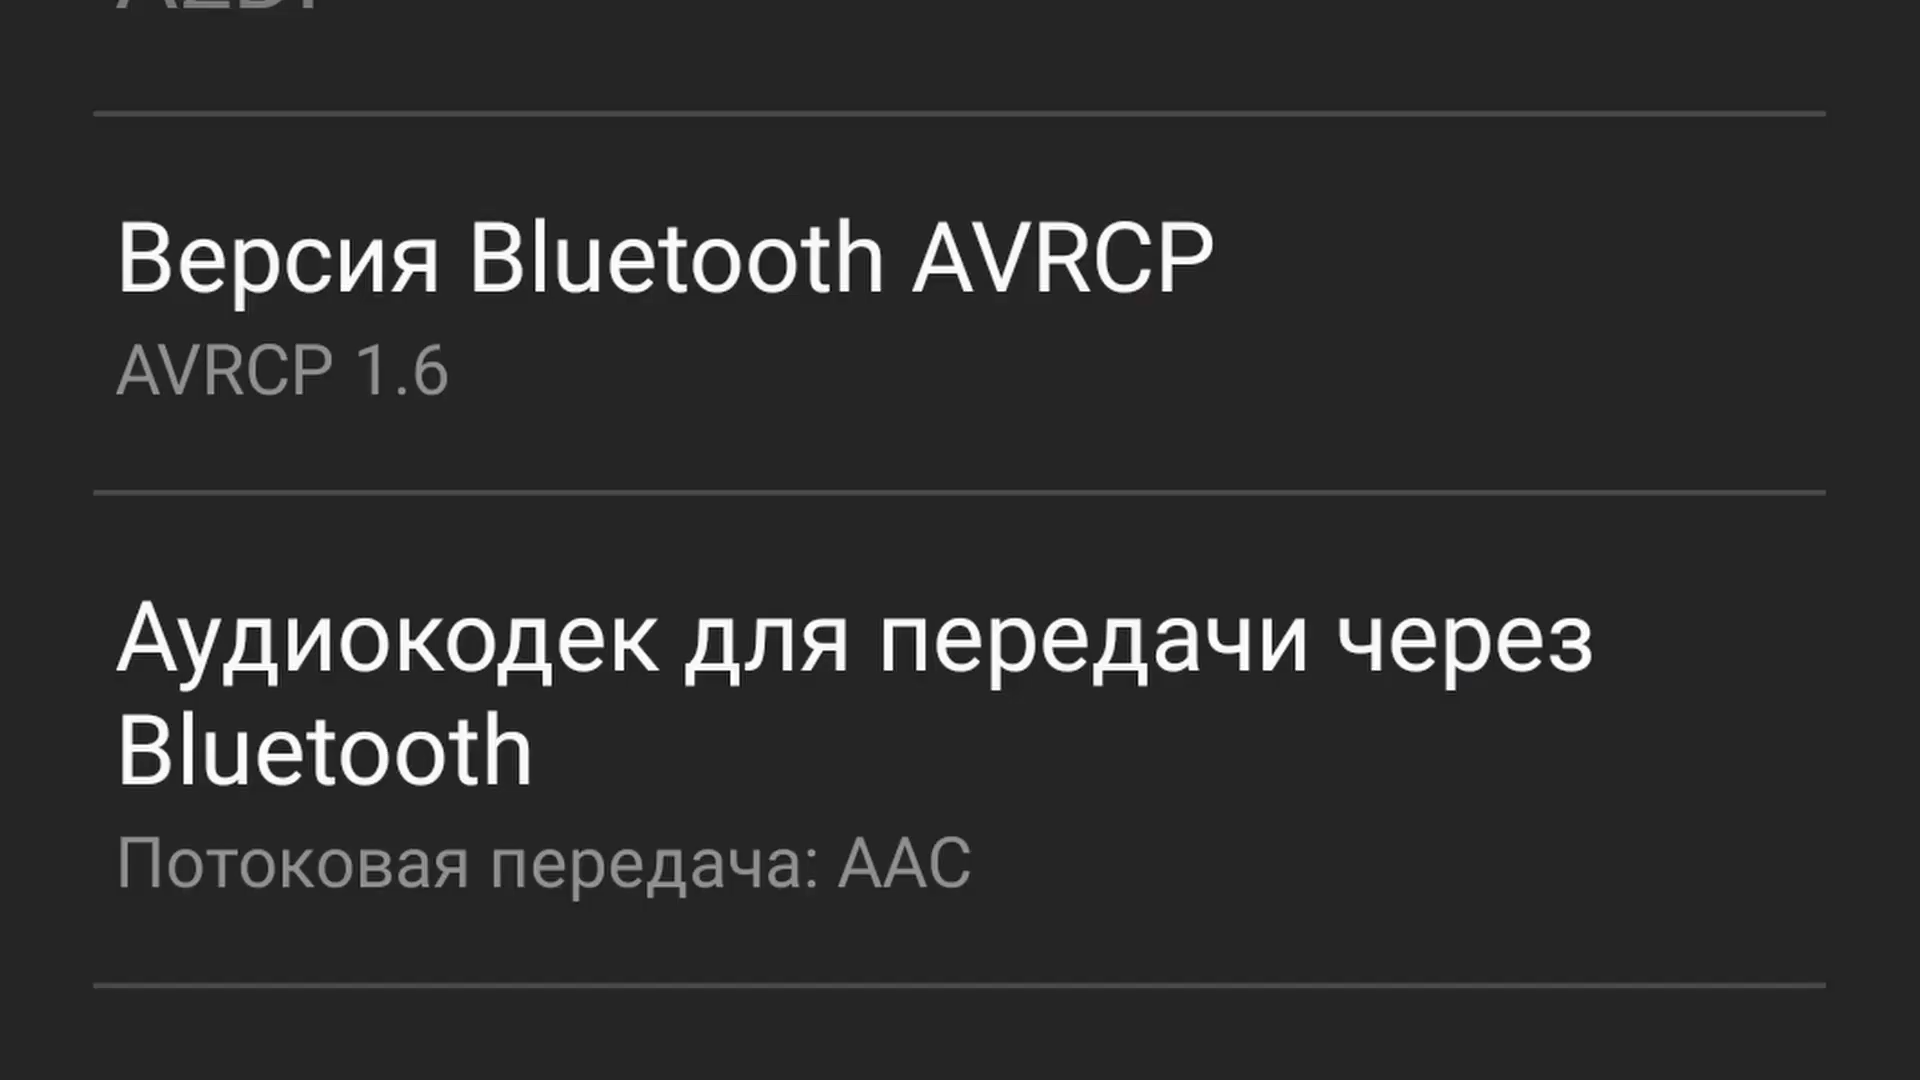 Версия Bluetooth AVRCP
AVRCP 1.6
Аудиокодек для передачи через
Bluetooth
Потоковая передача: AAC